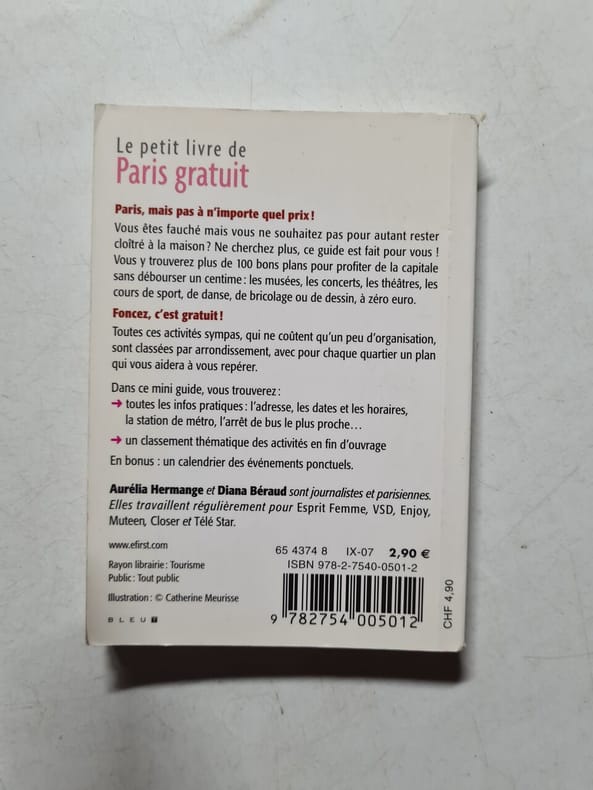 Le petit livre de
Paris gratuit
Paris, mais pas à n'importe quel prix !
Vous êtes fauché mais vous ne souhaitez pas pour autant rester
cloîtré à la maison ? Ne cherchez plus, ce guide est fait pour vous !
Vous y trouverez plus de 100 bons plans pour profiter de la capitale
sans débourser un centime : les musées, les concerts, les théâtres, les
cours de sport, de danse, de bricolage ou de dessin, à zéro euro.
Foncez, c'est gratuit !
Toutes ces activités sympas, qui ne coûtent qu'un peu d'organisation,
sont classées par arrondissement, avec pour chaque quartier un plan
qui vous aidera à vous repérer.
Dans ce mini guide, vous trouverez :
➔ toutes les infos pratiques : l'adresse, les dates et les horaires,
la station de métro, l'arrêt de bus le plus proche…
➔ un classement thématique des activités en fin d'ouvrage
En bonus : un calendrier des événements ponctuels.
Aurélia Hermange et Diana Béraud sont journalistes et parisiennes.
Elles travaillent régulièrement pour Esprit Femme, VSD, Enjoy,
Muteen, Closer et Télé Star.
www.efirst.com
Rayon librairie : Tourisme
Public : Tout public
Illustration : © Catherine Meurisse
BLEU T
65 4374 8 IX-07 2,90 €
ISBN 978-2-7540-0501-2
9 782754 005012
CHF 4,90